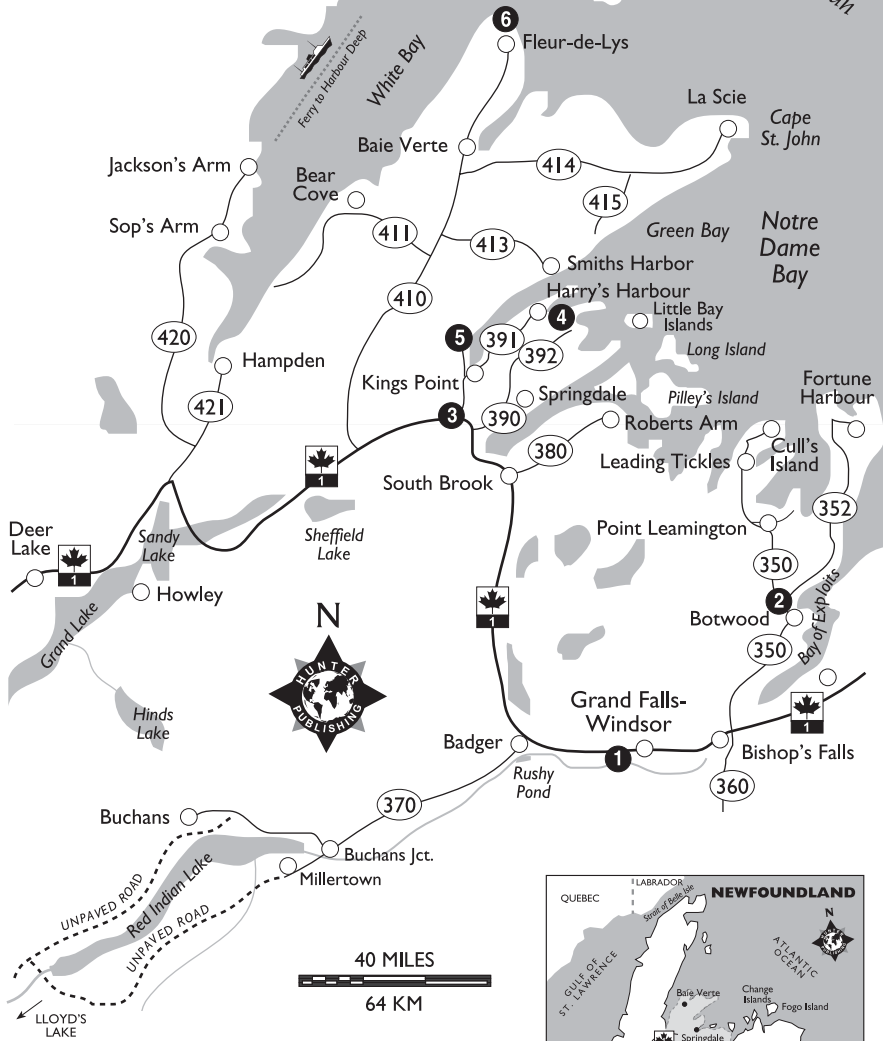 6
Fleur-de-Lys
Ferry to Harbour Deep
White Bay
La Scie
Cape
St. John
Baie Verte
414
Jackson's Arm
Bear
Cove
415
Sop's Arm
411
413
Green Bay
Notre
Dame
Bay
Smiths Harbor
410
Harry's Harbour
4
Little Bay
Islands
420
5
391
392
Long Island
Hampden
Kings Point
Springdale
Pilley's Island
Fortune
Harbour
421
3
390
Roberts Arm
1
380
Leading Tickles
Cull's
Island
South Brook
352
Deer
Lake
Sandy
Lake
Sheffield
Lake
Point Leamington
1
350
Howley
1
2
Botwood
Bay of Exploits
Grand Lake
N
350
HUNTER
PUBLISHING
Grand Falls-
Windsor
1
Hinds
Lake
Badger
1
Bishop's Falls
Rushy
Pond
360
370
Buchans
Buchans Jct.
Millertown
Red Indian Lake
UNPAVED ROAD
UNPAVED ROAD
40 MILES
64 KM
LLOYD'S
LAKE
QUEBEC
LABRADOR
NEWFOUNDLAND
Strait of Belle Isle
N
GULF OF
ST. LAWRENCE
ATLANTIC
OCEAN
Baie Verte
Change
Islands
Fogo Island
Springdale